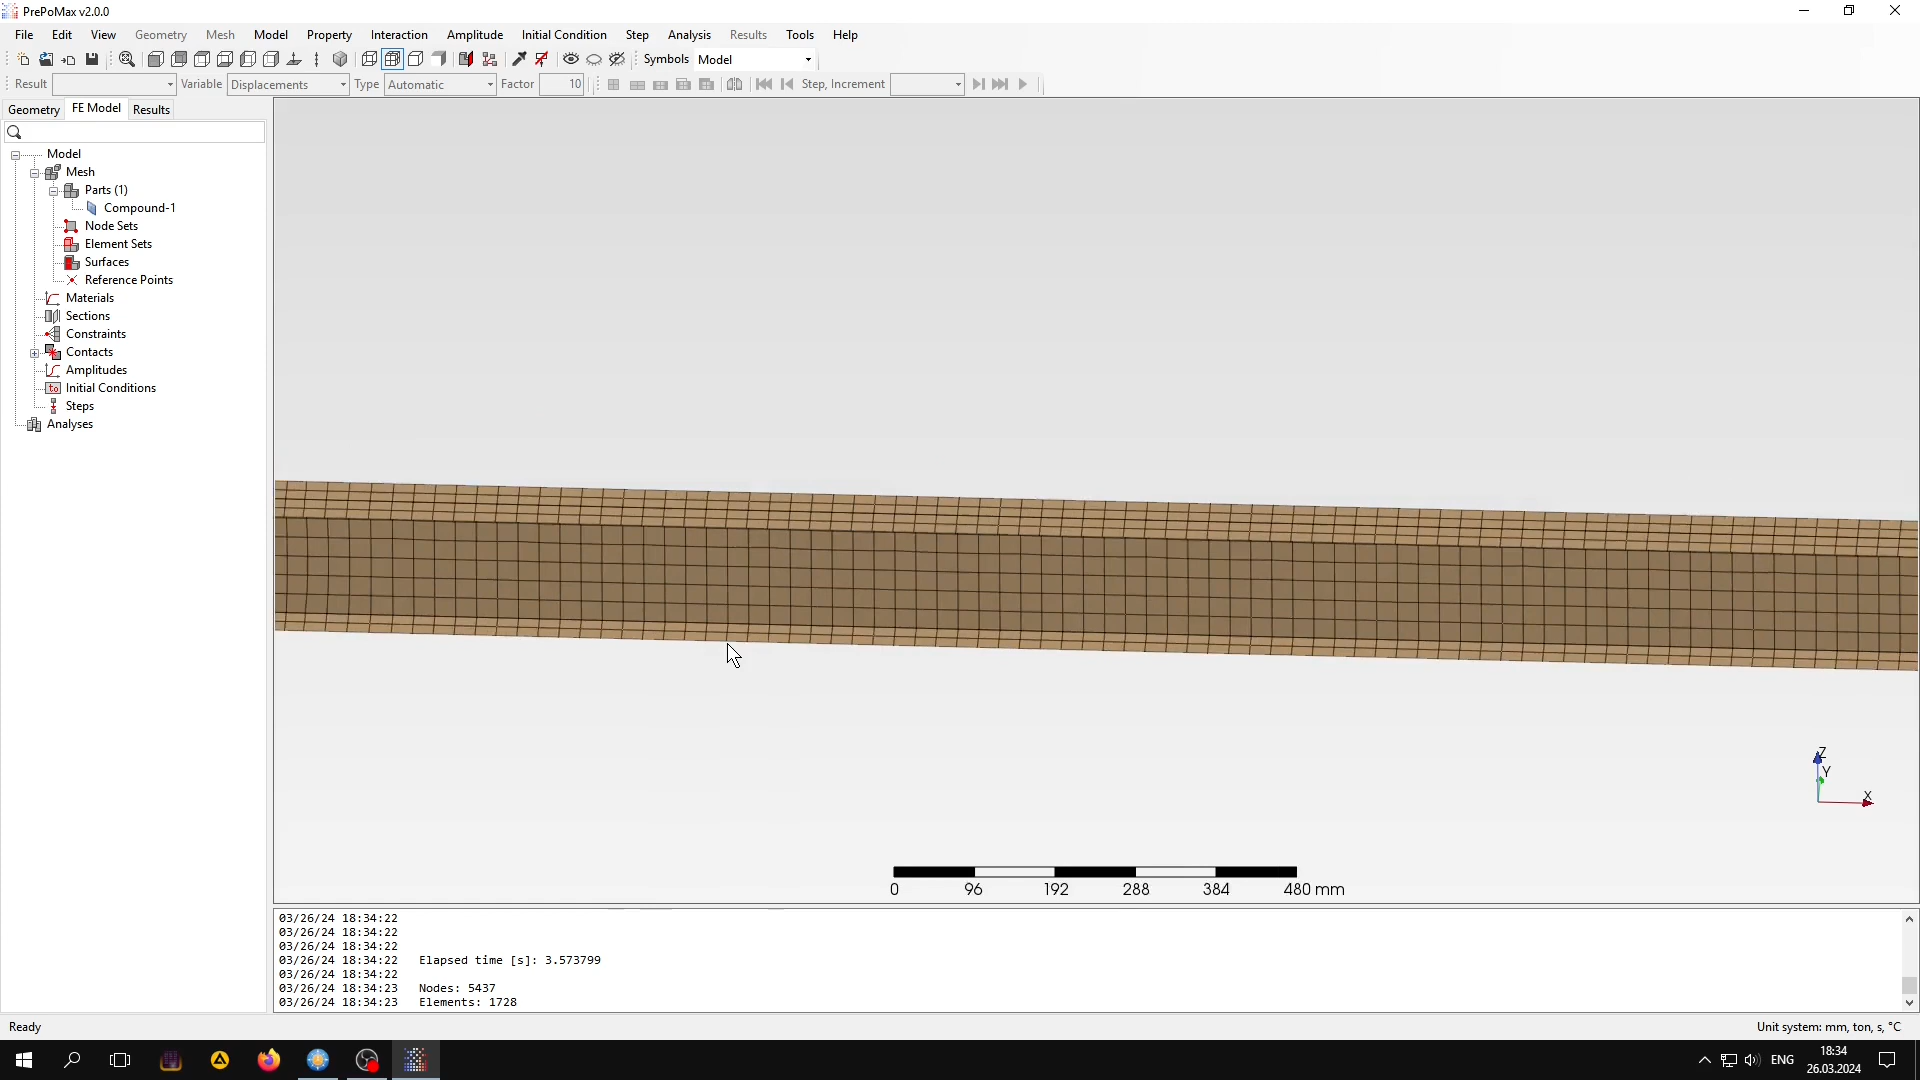 PrePoMax v2.0.0
File Edit View Geometry Mesh Model Property Interaction Amplitude Initial Condition Step Analysis Results Tools Help
Symbols Model
Result Variable Displacements Type Automatic Factor 10 Step, Increment
Geometry FE Model Results
Model
Mesh
Parts (1)
Compound-1
Node Sets
Element Sets
Surfaces
Reference Points
Materials
Sections
Constraints
Contacts
Amplitudes
Initial Conditions
Steps
Analyses
Z
Y
X
0 96 192 288 384 480 mm
03/26/24 18:34:22
03/26/24 18:34:22
03/26/24 18:34:22
03/26/24 18:34:22 Elapsed time [s]: 3.573799
03/26/24 18:34:22
03/26/24 18:34:23 Nodes: 5437
03/26/24 18:34:23 Elements: 1728
Ready Unit system: mm, ton, s, °C
ENG 18:34
26.03.2024